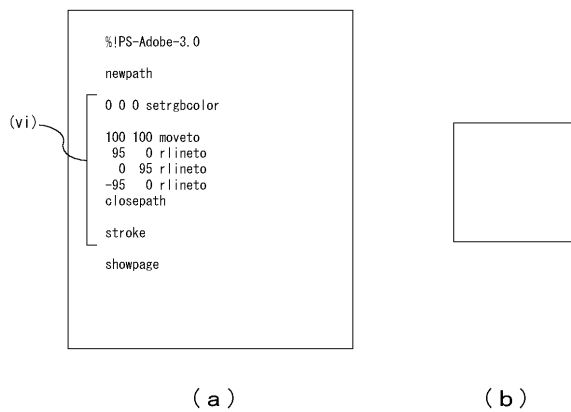 %!PS-Adobe-3.0
newpath
(vi)
0 0 0 setrgbcolor
100 100 moveto
95 0 rlineto
0 95 rlineto
-95 0 rlineto
closepath
stroke
showpage
(a)
(b)